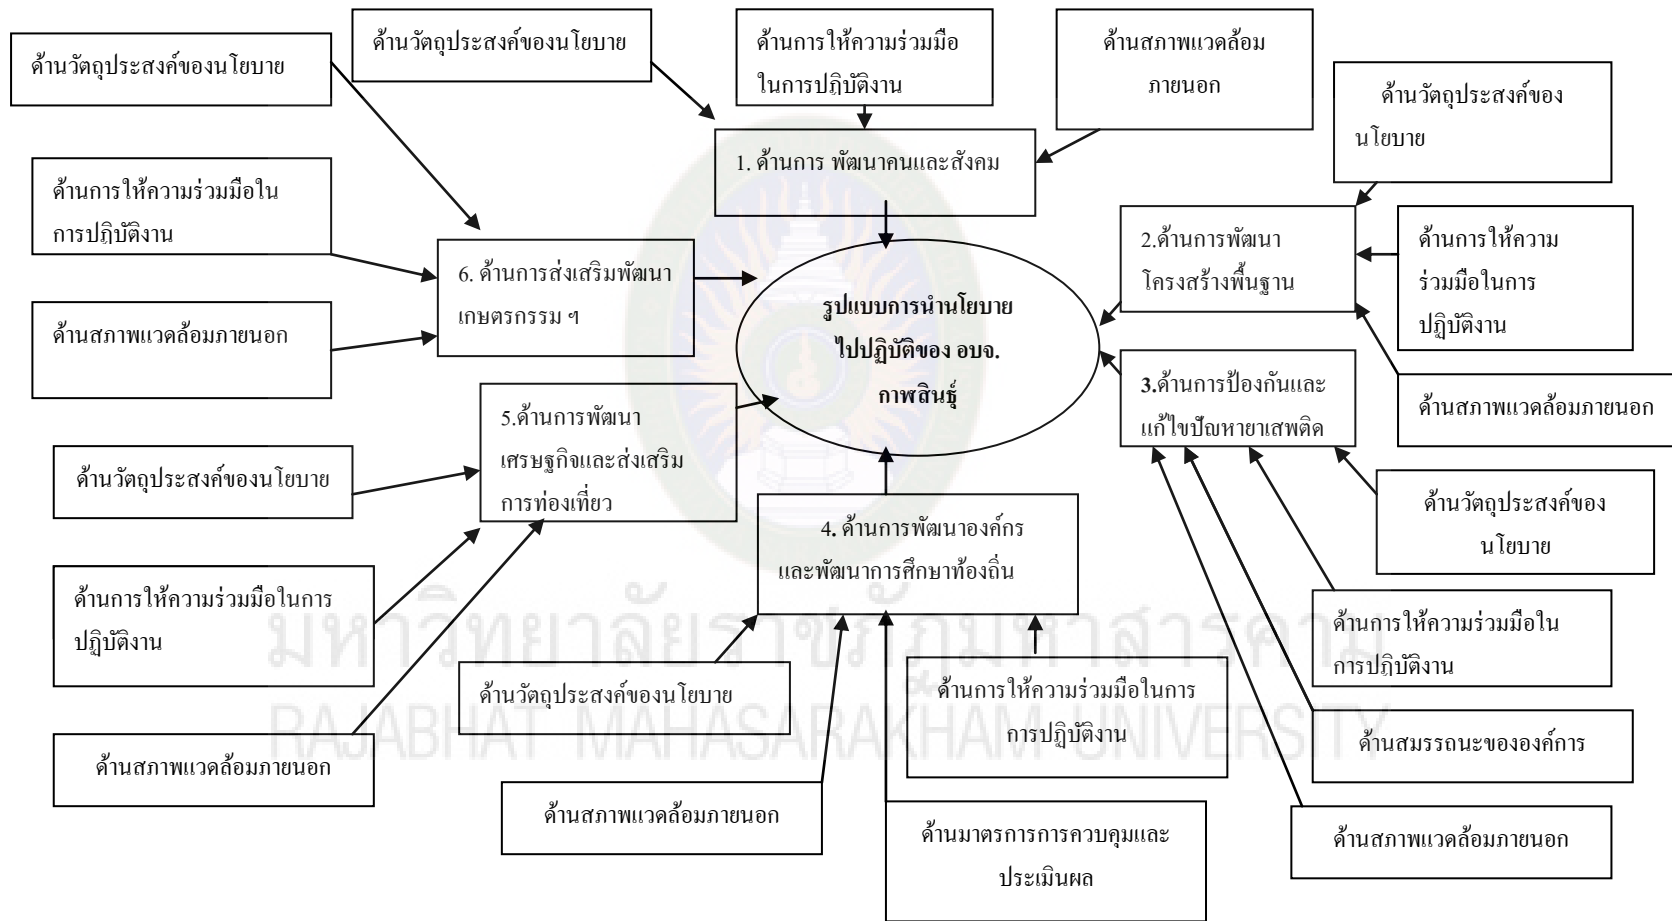 ด้านวัตถุประสงค์ของนโยบาย
ด้านวัตถุประสงค์ของนโยบาย
ด้านการให้ความร่วมมือ
ในการปฏิบัติงาน
ด้านสภาพแวดล้อม
ภายนอก
ด้านวัตถุประสงค์ของ
นโยบาย
1. ด้านการ พัฒนาคนและสังคม
ด้านการให้ความร่วมมือใน
การปฏิบัติงาน
2.ด้านการพัฒนา
โครงสร้างพื้นฐาน
ด้านการให้ความ
ร่วมมือในการ
ปฏิบัติงาน
6. ด้านการส่งเสริมพัฒนา
เกษตรกรรม ฯ
รูปแบบการนำนโยบาย
ไปปฏิบัติของ อบจ.
กาฬสินธุ์
ด้านสภาพแวดล้อมภายนอก
3.ด้านการป้องกันและ
แก้ไขปัญหายาเสพติด
ด้านสภาพแวดล้อมภายนอก
5.ด้านการพัฒนา
เศรษฐกิจและส่งเสริม
การท่องเที่ยว
ด้านวัตถุประสงค์ของนโยบาย
ด้านวัตถุประสงค์ของ
นโยบาย
4. ด้านการพัฒนาองค์กร
และพัฒนาการศึกษาท้องถิ่น
ด้านการให้ความร่วมมือในการ
ปฏิบัติงาน
ด้านการให้ความร่วมมือใน
การปฏิบัติงาน
มหาวิทยาลัยราชภัฏมหาสารคาม
RAJABHAT MAHASARAKHAM UNIVERSITY
ด้านวัตถุประสงค์ของนโยบาย
ด้านการให้ความร่วมมือในการ
การปฏิบัติงาน
ด้านสมรรถนะขององค์การ
ด้านสภาพแวดล้อมภายนอก
ด้านสภาพแวดล้อมภายนอก
ด้านมาตรการการควบคุมและ
ประเมินผล
ด้านสภาพแวดล้อมภายนอก